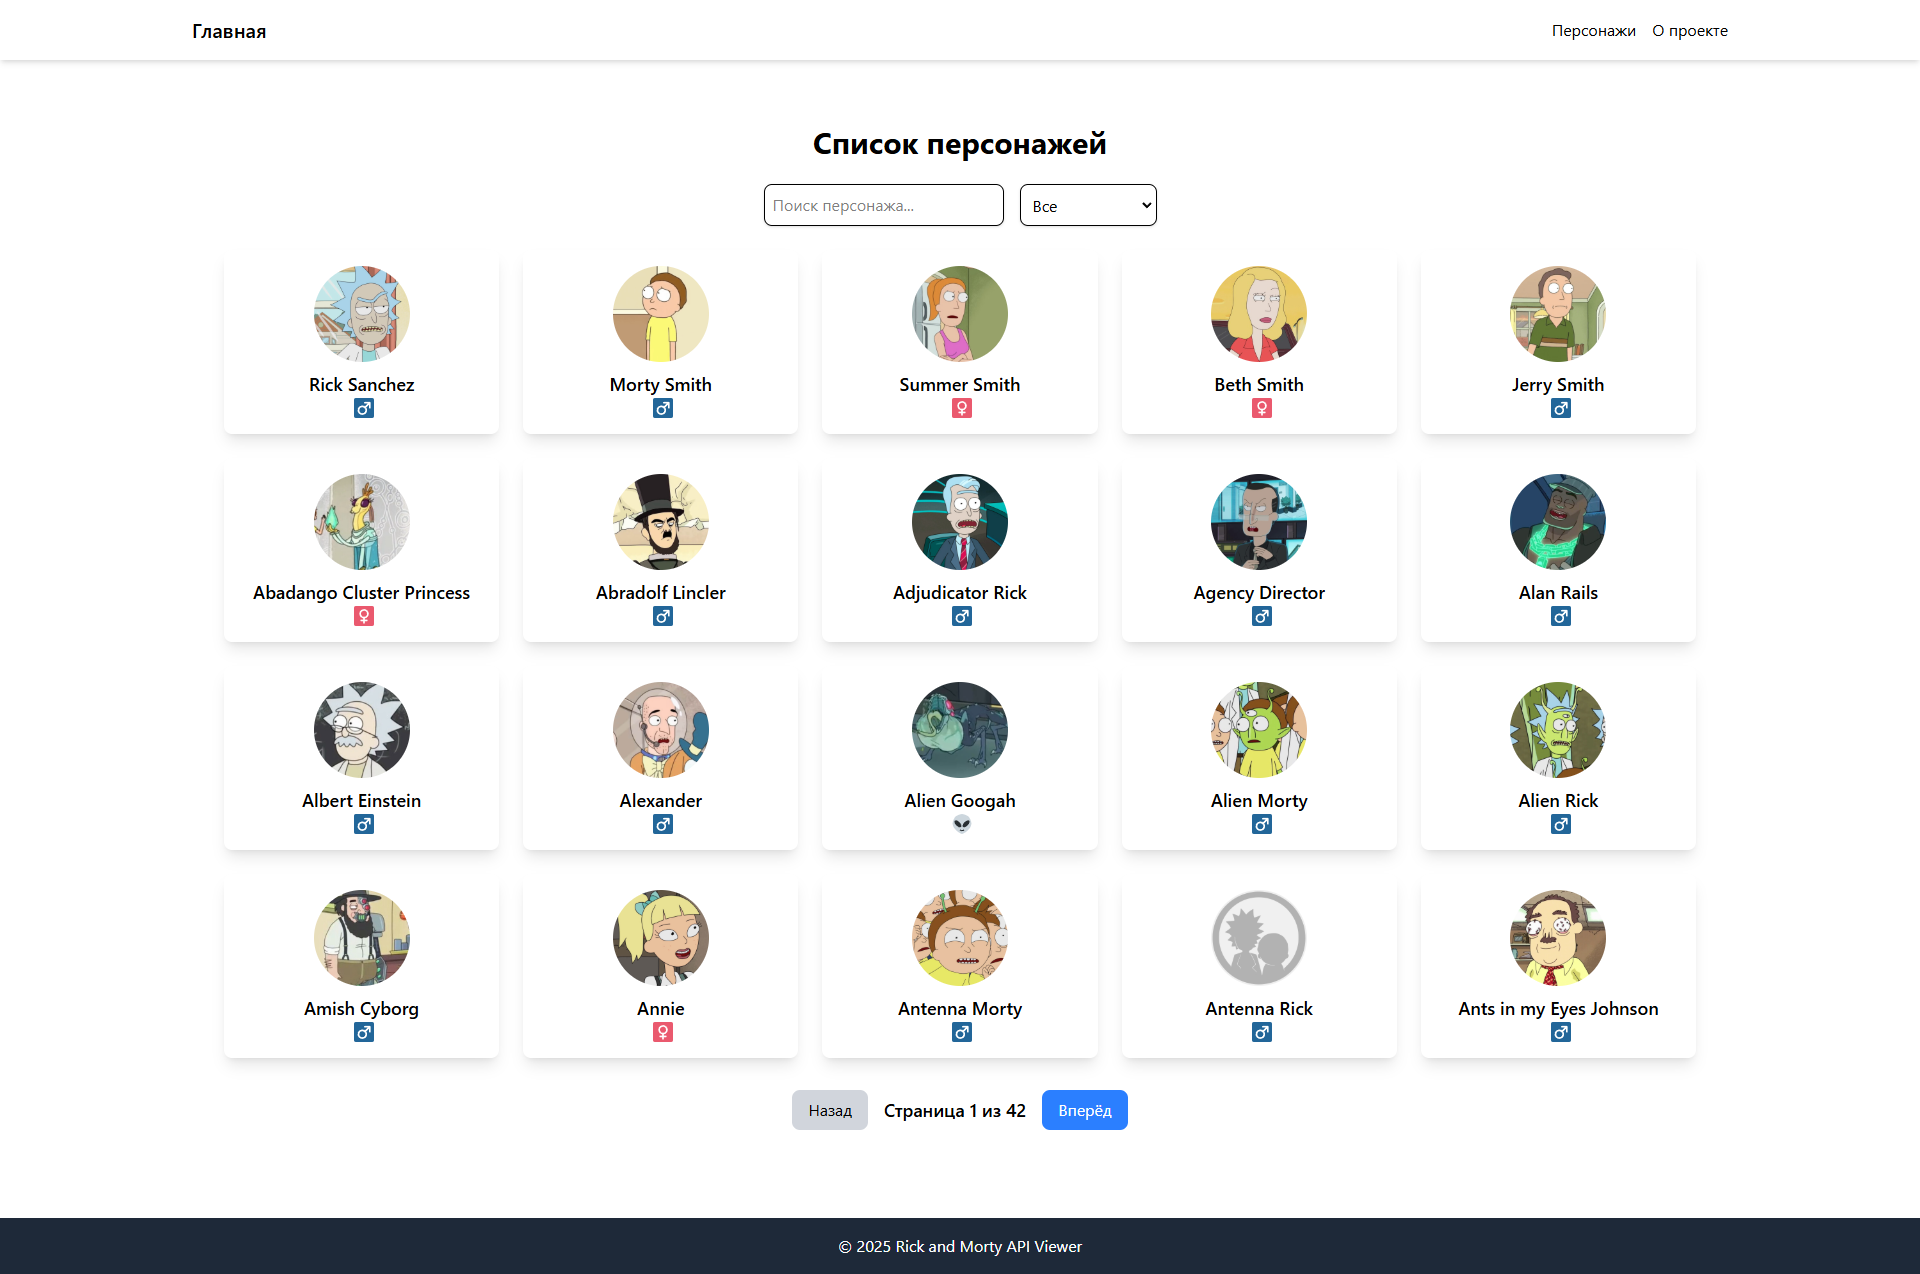 Главная
Персонажи
О проекте
Список персонажей
Поиск персонажа...
Все
Rick Sanchez
Morty Smith
Summer Smith
Beth Smith
Jerry Smith
Abadango Cluster Princess
Abradolf Lincler
Adjudicator Rick
Agency Director
Alan Rails
Albert Einstein
Alexander
Alien Googah
Alien Morty
Alien Rick
Amish Cyborg
Annie
Antenna Morty
Antenna Rick
Ants in my Eyes Johnson
Назад
Страница 1 из 42
Вперёд
© 2025 Rick and Morty API Viewer